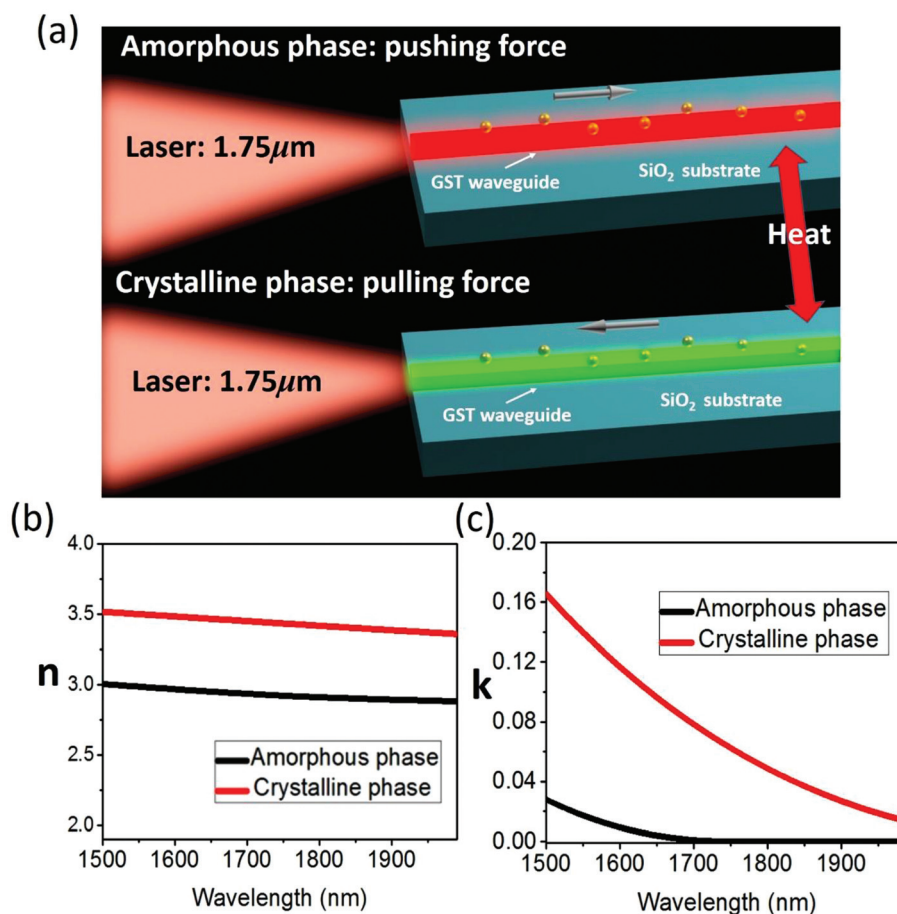 (a)
Amorphous phase: pushing force
Laser: 1.75μm
GST waveguide
SiO₂ substrate
Heat
Crystalline phase: pulling force
Laser: 1.75μm
GST waveguide
SiO₂ substrate
(b)
4.0
3.5
3.0
2.5
2.0
n
Amorphous phase
Crystalline phase
1500 1600 1700 1800 1900
Wavelength (nm)
(c)
0.20
0.16
0.12
0.08
0.04
0.00
k
Amorphous phase
Crystalline phase
1500 1600 1700 1800 1900
Wavelength (nm)